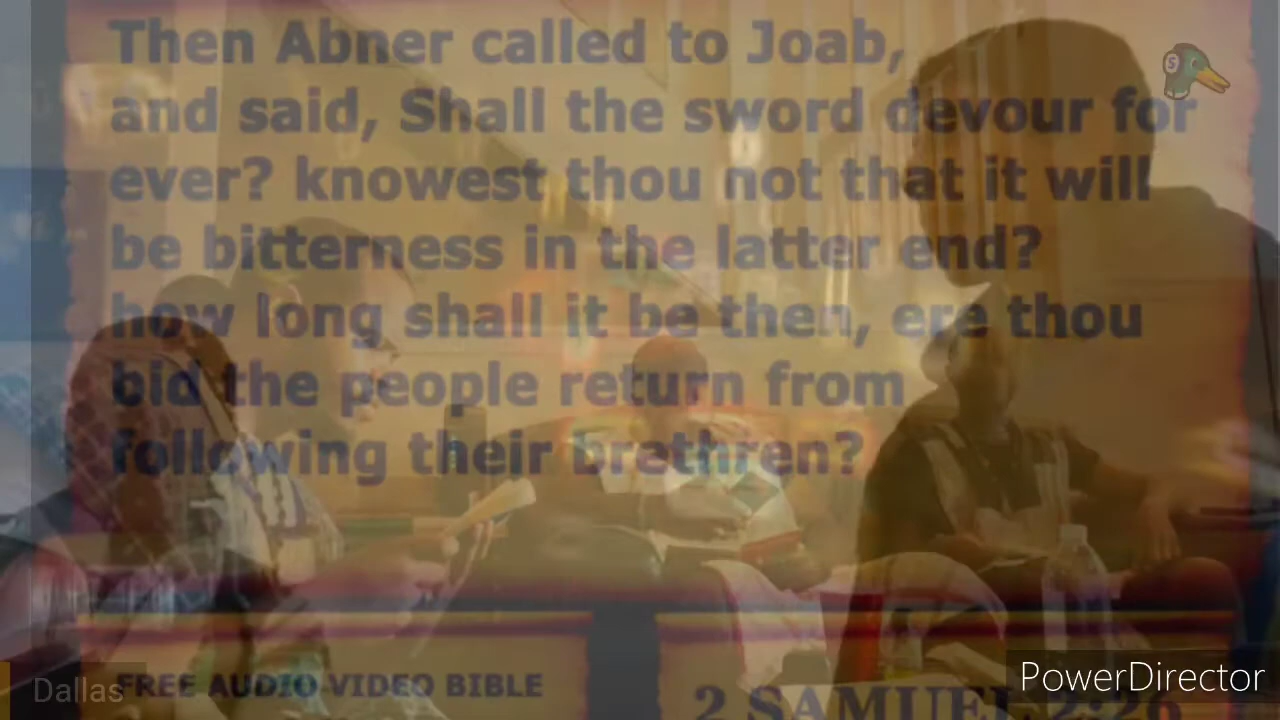 Then Abner called to Joab,
and said, Shall the sword devour for
ever? knowest thou not that it will
be bitterness in the latter end?
how long shall it be then, ere thou
bid the people return from
following their brethren?
S
Dallas
FREE AUDIO VIDEO BIBLE
2 SAMUEL 2:26
PowerDirector